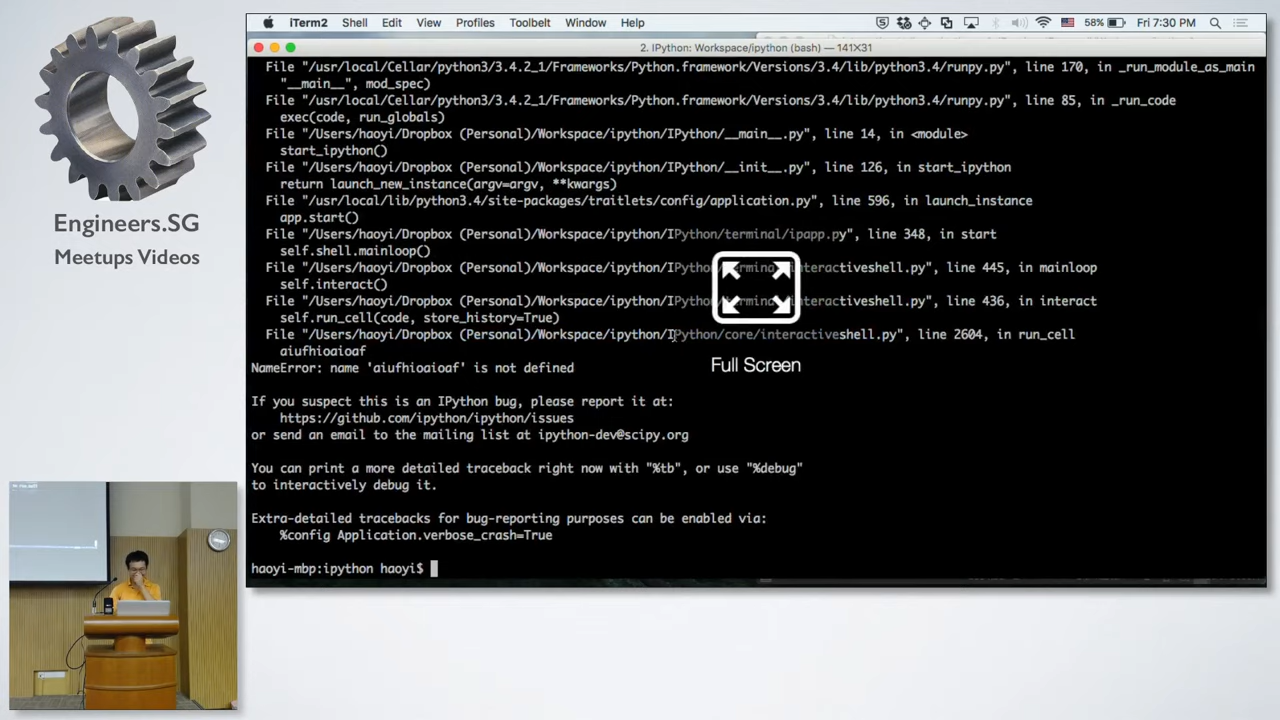 iTerm2 Shell Edit View Profiles Toolbelt Window Help 58% Fri 7:30 PM
2. IPython: Workspace/ipython (bash) — 141×31
File "/usr/local/Cellar/python3/3.4.2_1/Frameworks/Python.framework/Versions/3.4/lib/python3.4/runpy.py", line 170, in _run_module_as_main
"__main__", mod_spec)
File "/usr/local/Cellar/python3/3.4.2_1/Frameworks/Python.framework/Versions/3.4/lib/python3.4/runpy.py", line 85, in _run_code
exec(code, run_globals)
File "/Users/haoyi/Dropbox (Personal)/Workspace/ipython/IPython/__main__.py", line 14, in <module>
start_ipython()
File "/Users/haoyi/Dropbox (Personal)/Workspace/ipython/IPython/__init__.py", line 126, in start_ipython
return launch_new_instance(argv=argv, **kwargs)
File "/usr/local/lib/python3.4/site-packages/traitlets/config/application.py", line 596, in launch_instance
app.start()
File "/Users/haoyi/Dropbox (Personal)/Workspace/ipython/IPython/terminal/ipapp.py", line 348, in start
self.shell.mainloop()
File "/Users/haoyi/Dropbox (Personal)/Workspace/ipython/IPython/terminal/interactiveshell.py", line 445, in mainloop
self.interact()
File "/Users/haoyi/Dropbox (Personal)/Workspace/ipython/IPython/terminal/interactiveshell.py", line 436, in interact
self.run_cell(code, store_history=True)
File "/Users/haoyi/Dropbox (Personal)/Workspace/ipython/IPython/core/interactiveshell.py", line 2604, in run_cell
aiufhioaioaf
NameError: name 'aiufhioaioaf' is not defined
If you suspect this is an IPython bug, please report it at:
https://github.com/ipython/ipython/issues
or send an email to the mailing list at ipython-dev@scipy.org
You can print a more detailed traceback right now with "%tb", or use "%debug"
to interactively debug it.
Extra-detailed tracebacks for bug-reporting purposes can be enabled via:
%config Application.verbose_crash=True
haoyi-mbp:ipython haoyi$
Full Screen
Engineers.SG
Meetups Videos